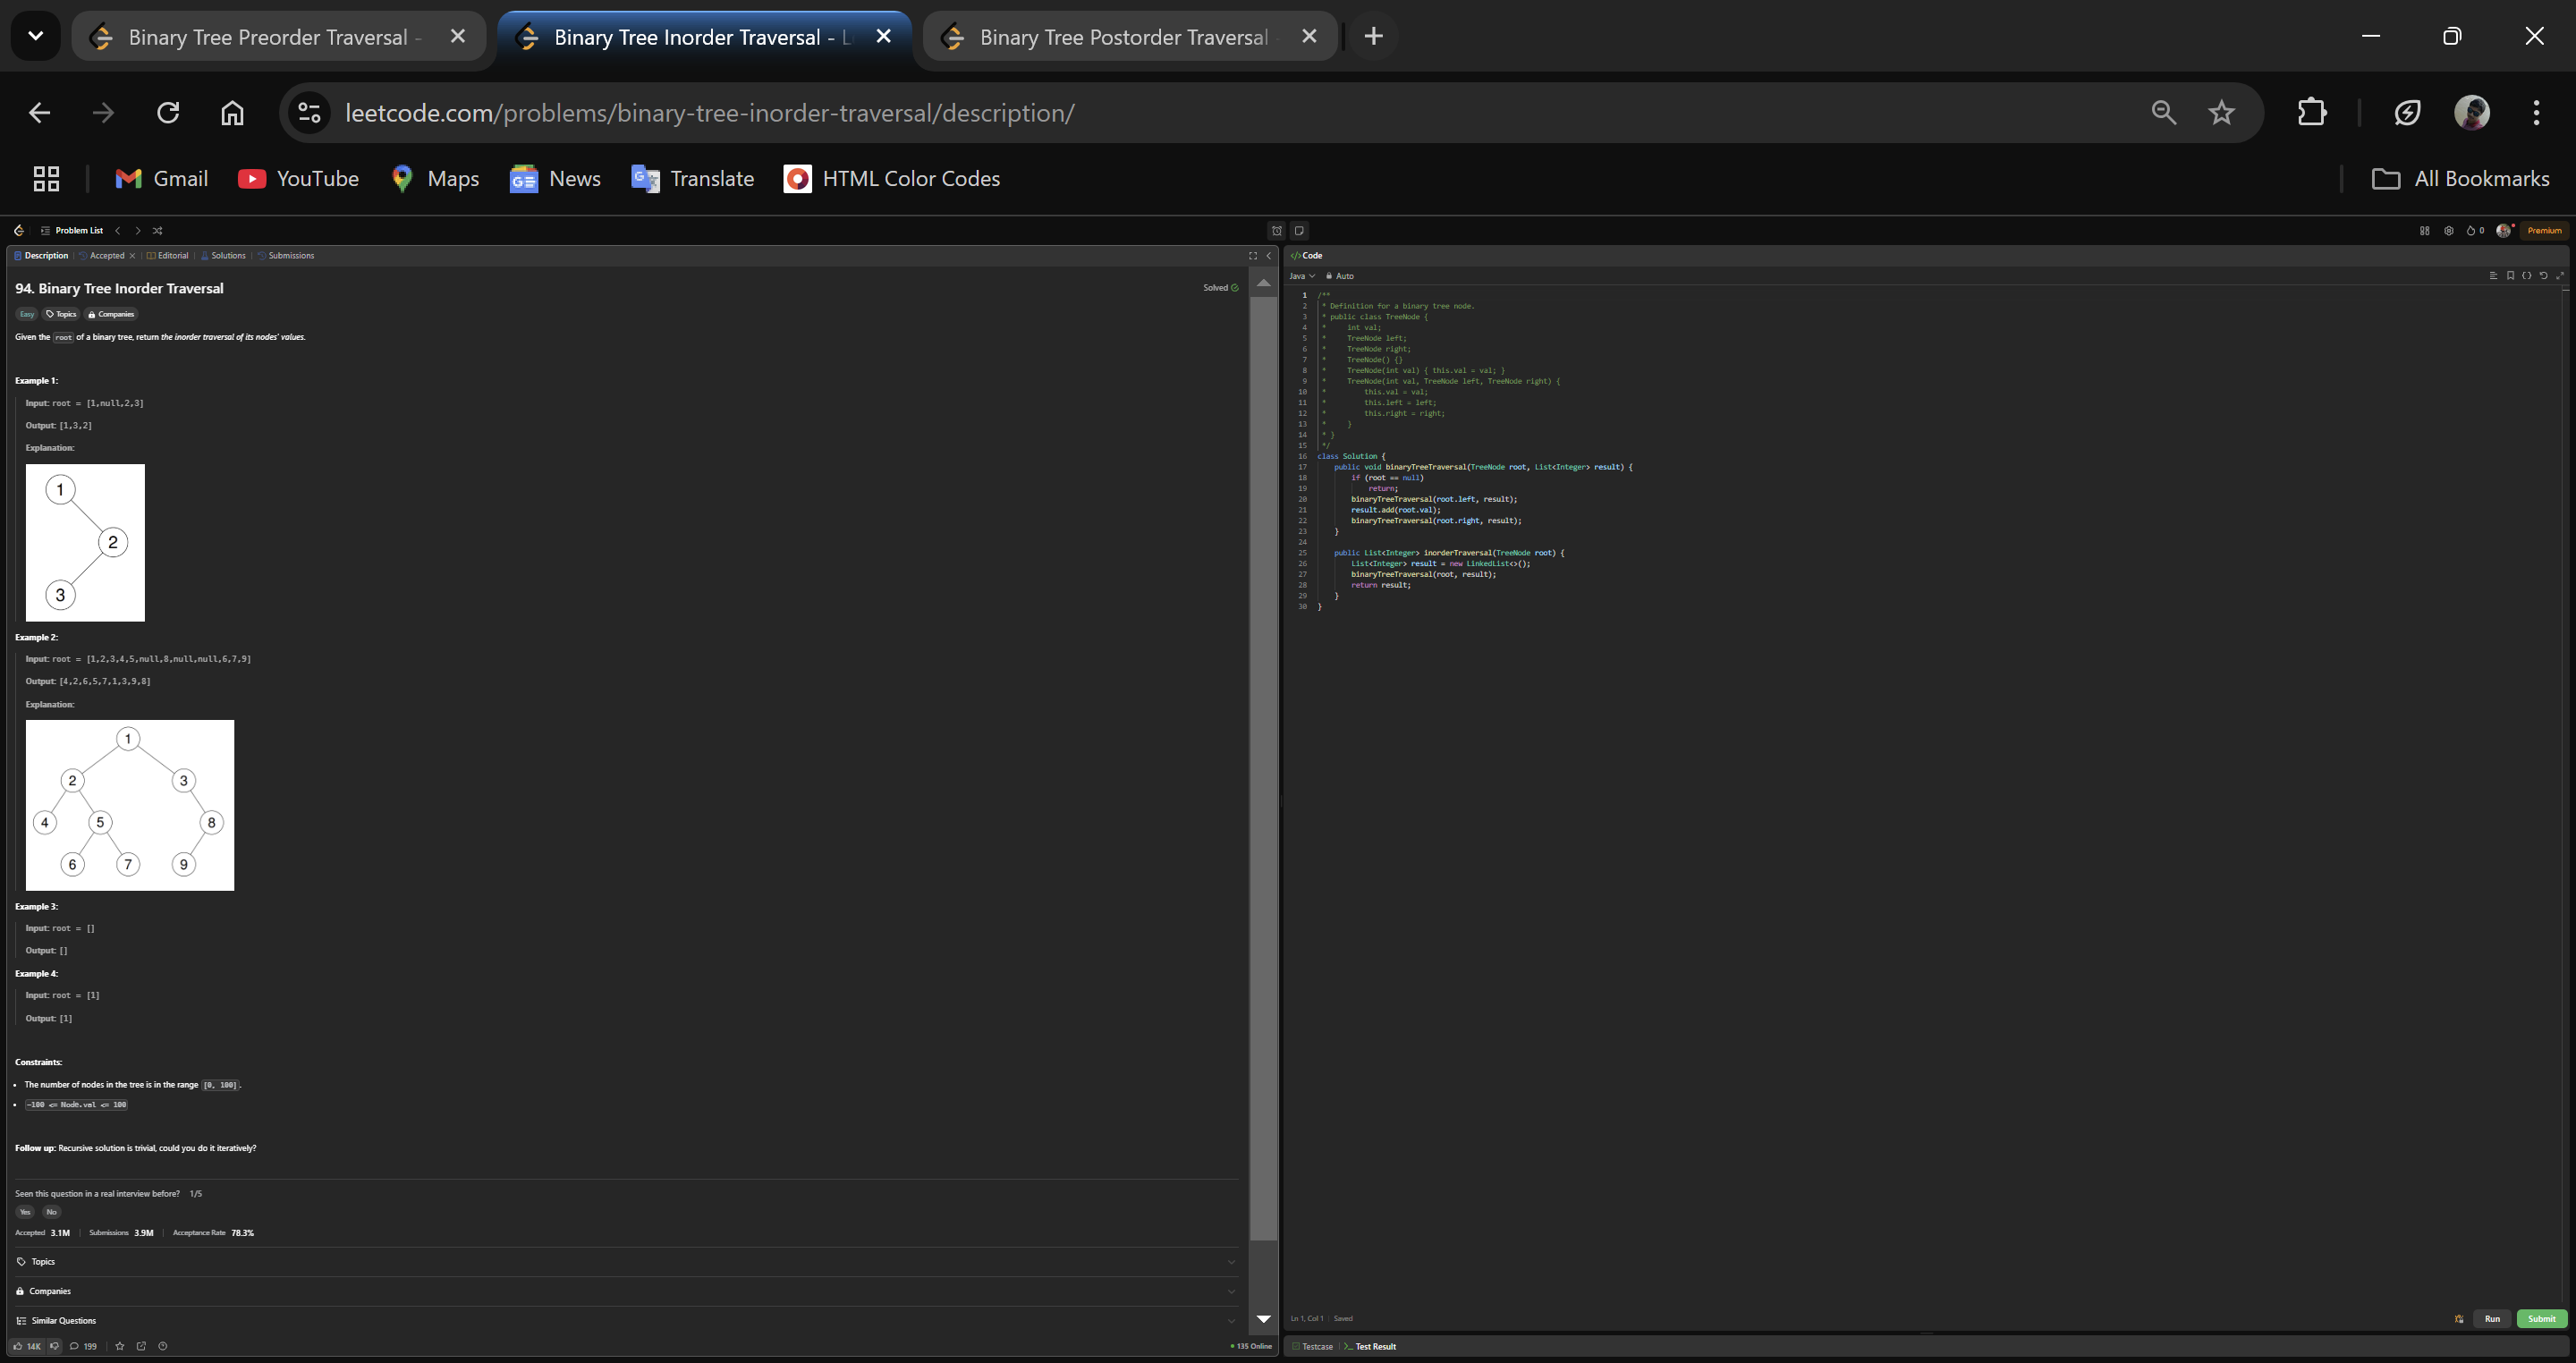 Binary Tree Preorder Traversal -
Binary Tree Inorder Traversal - L
Binary Tree Postorder Traversal
leetcode.com/problems/binary-tree-inorder-traversal/description/
Gmail YouTube Maps News Translate HTML Color Codes All Bookmarks
Problem List 0 Premium
Description Accepted Editorial Solutions Submissions
94. Binary Tree Inorder Traversal
Solved
Easy Topics Companies
Given the root of a binary tree, return the inorder traversal of its nodes' values.
Example 1:
Input: root = [1,null,2,3]
Output: [1,3,2]
Explanation:
1
2
3
Example 2:
Input: root = [1,2,3,4,5,null,8,null,null,6,7,9]
Output: [4,2,6,5,7,1,3,9,8]
Explanation:
1
2 3
4 5 8
6 7 9
Example 3:
Input: root = []
Output: []
Example 4:
Input: root = [1]
Output: [1]
Constraints:
• The number of nodes in the tree is in the range [0, 100].
• -100 <= Node.val <= 100
Follow up: Recursive solution is trivial, could you do it iteratively?
Seen this question in a real interview before? 1/5
Yes No
Accepted 3.1M Submissions 3.9M Acceptance Rate 78.3%
Topics
Companies
Similar Questions
14K 199 135 Online
</> Code
Java Auto
1 /**
2 * Definition for a binary tree node.
3 * public class TreeNode {
4 * int val;
5 * TreeNode left;
6 * TreeNode right;
7 * TreeNode() {}
8 * TreeNode(int val) { this.val = val; }
9 * TreeNode(int val, TreeNode left, TreeNode right) {
10 * this.val = val;
11 * this.left = left;
12 * this.right = right;
13 * }
14 * }
15 */
16 class Solution {
17 public void binaryTreeTraversal(TreeNode root, List<Integer> result) {
18 if (root == null)
19 return;
20 binaryTreeTraversal(root.left, result);
21 result.add(root.val);
22 binaryTreeTraversal(root.right, result);
23 }
24
25 public List<Integer> inorderTraversal(TreeNode root) {
26 List<Integer> result = new LinkedList<>();
27 binaryTreeTraversal(root, result);
28 return result;
29 }
30 }
Ln 1, Col 1 Saved
Run Submit
Testcase >_ Test Result